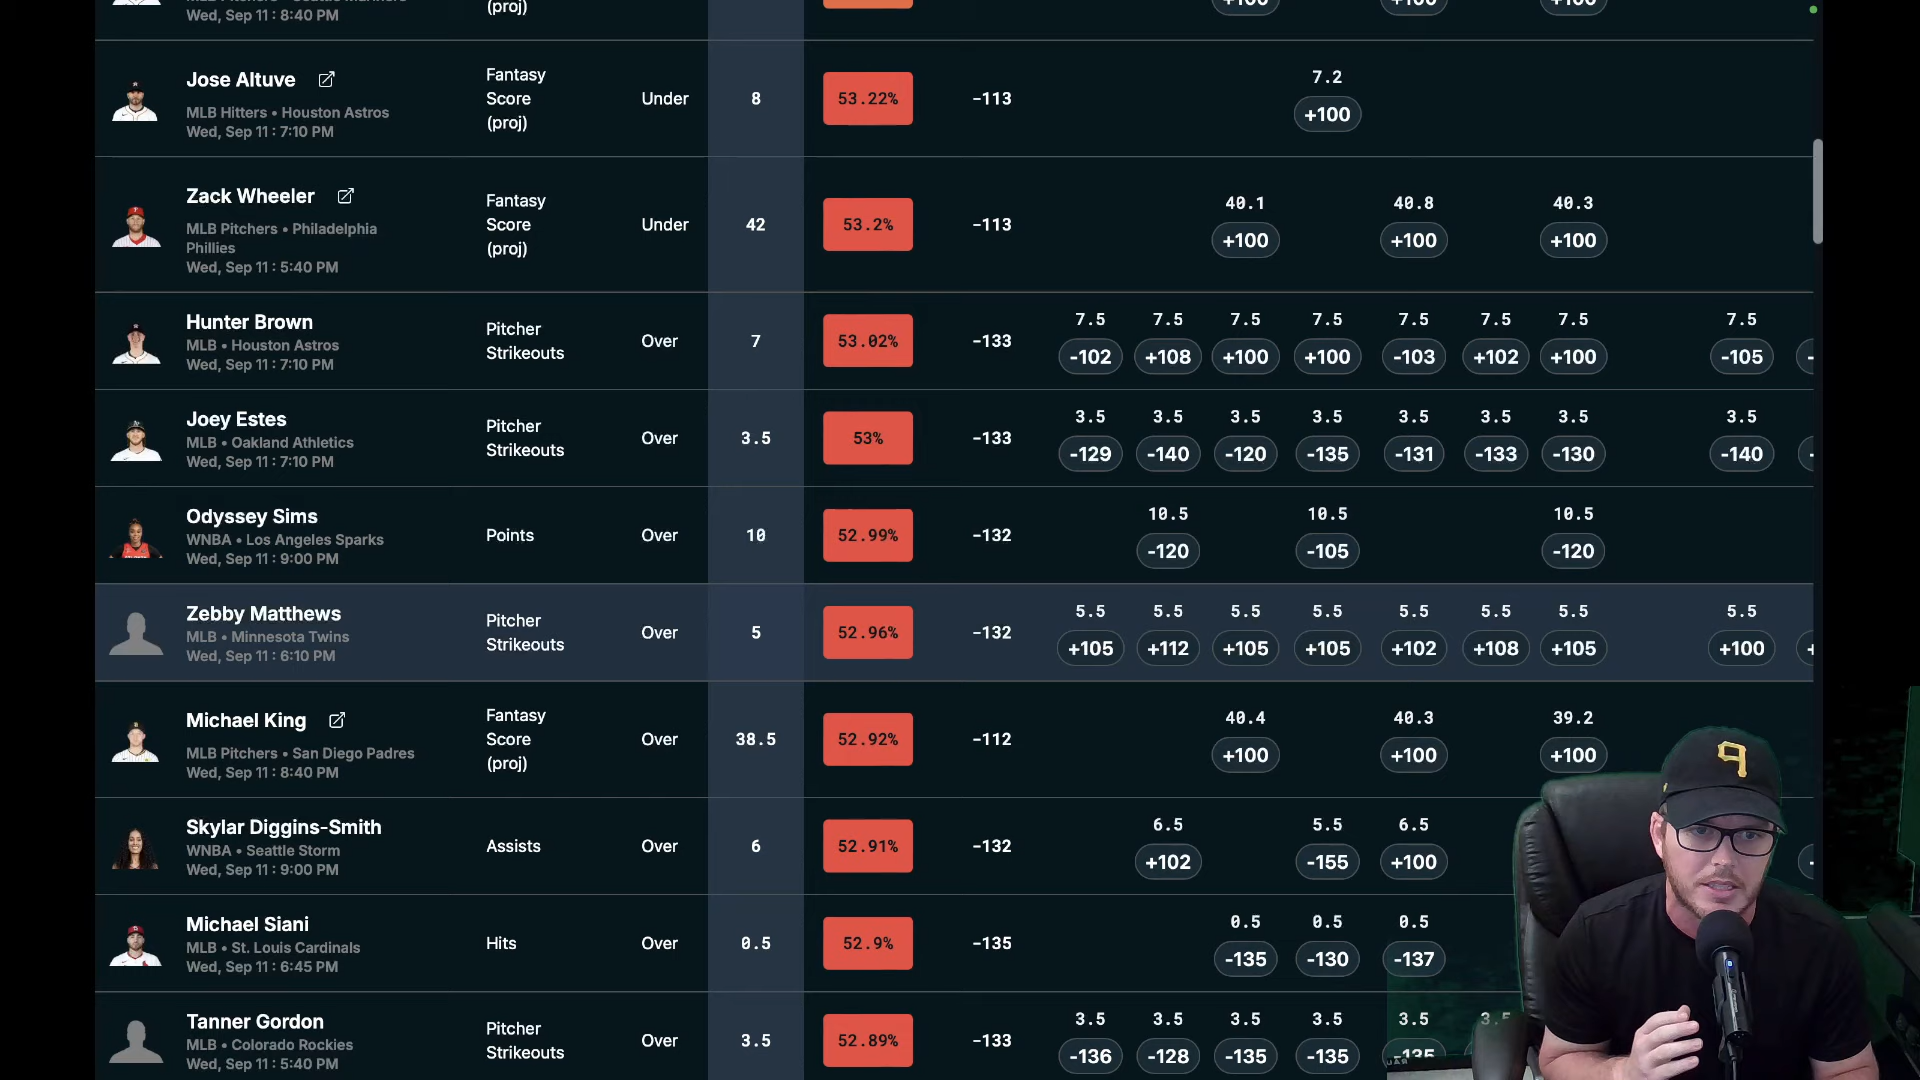 Wed, Sep 11 : 8:40 PM
(proj)
Jose Altuve
MLB Hitters • Houston Astros
Wed, Sep 11 : 7:10 PM
Fantasy
Score
(proj)
Under
8
53.22%
-113
7.2
+100
Zack Wheeler
MLB Pitchers • Philadelphia
Phillies
Wed, Sep 11 : 5:40 PM
Fantasy
Score
(proj)
Under
42
53.2%
-113
40.1 40.8 40.3
+100 +100 +100
Hunter Brown
MLB • Houston Astros
Wed, Sep 11 : 7:10 PM
Pitcher
Strikeouts
Over
7
53.02%
-133
7.5 7.5 7.5 7.5 7.5 7.5 7.5 7.5
-102 +108 +100 +100 -103 +102 +100 -105 -
Joey Estes
MLB • Oakland Athletics
Wed, Sep 11 : 7:10 PM
Pitcher
Strikeouts
Over
3.5
53%
-133
3.5 3.5 3.5 3.5 3.5 3.5 3.5 3.5
-129 -140 -120 -135 -131 -133 -130 -140 -
Odyssey Sims
WNBA • Los Angeles Sparks
Wed, Sep 11 : 9:00 PM
Points
Over
10
52.99%
-132
10.5 10.5 10.5
-120 -105 -120
Zebby Matthews
MLB • Minnesota Twins
Wed, Sep 11 : 6:10 PM
Pitcher
Strikeouts
Over
5
52.96%
-132
5.5 5.5 5.5 5.5 5.5 5.5 5.5 5.5
+105 +112 +105 +105 +102 +108 +105 +100 +
Michael King
MLB Pitchers • San Diego Padres
Wed, Sep 11 : 8:40 PM
Fantasy
Score
(proj)
Over
38.5
52.92%
-112
40.4 40.3 39.2
+100 +100 +100
Skylar Diggins-Smith
WNBA • Seattle Storm
Wed, Sep 11 : 9:00 PM
Assists
Over
6
52.91%
-132
6.5 5.5 6.5
+102 -155 +100 -
Michael Siani
MLB • St. Louis Cardinals
Wed, Sep 11 : 6:45 PM
Hits
Over
0.5
52.9%
-135
0.5 0.5 0.5
-135 -130 -137
Tanner Gordon
MLB • Colorado Rockies
Wed, Sep 11 : 5:40 PM
Pitcher
Strikeouts
Over
3.5
52.89%
-133
3.5 3.5 3.5 3.5 3.5 3.5
-136 -128 -135 -135 -135